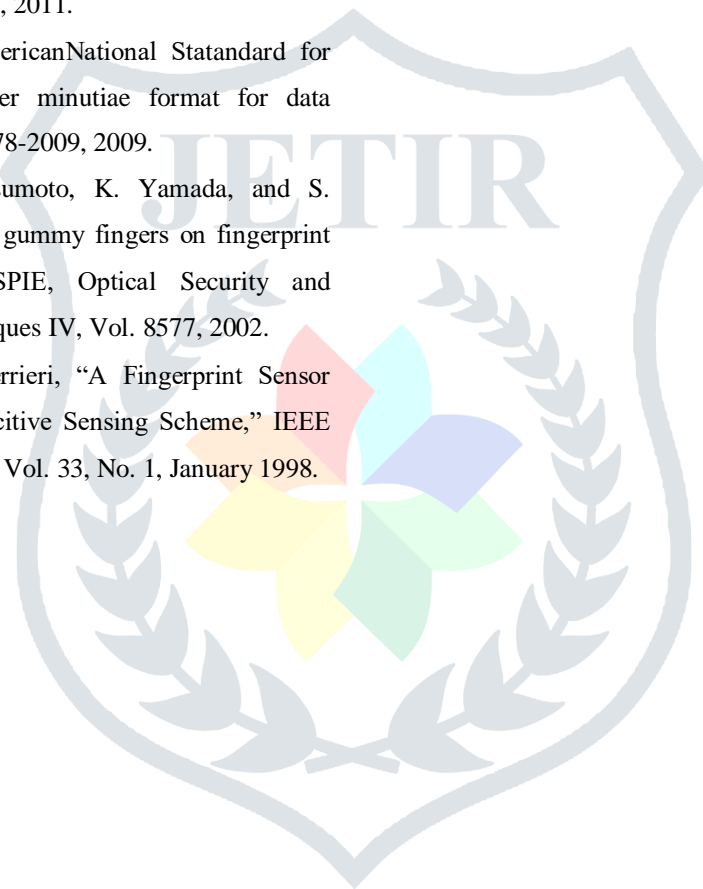 , 2011.
ericanNational Statandard for
er minutiae format for data
78-2009, 2009.
sumoto, K. Yamada, and S.
gummy fingers on fingerprint
SPIE, Optical Security and
ques IV, Vol. 8577, 2002.
errieri, “A Fingerprint Sensor
citive Sensing Scheme,” IEEE
Vol. 33, No. 1, January 1998.
JETIR